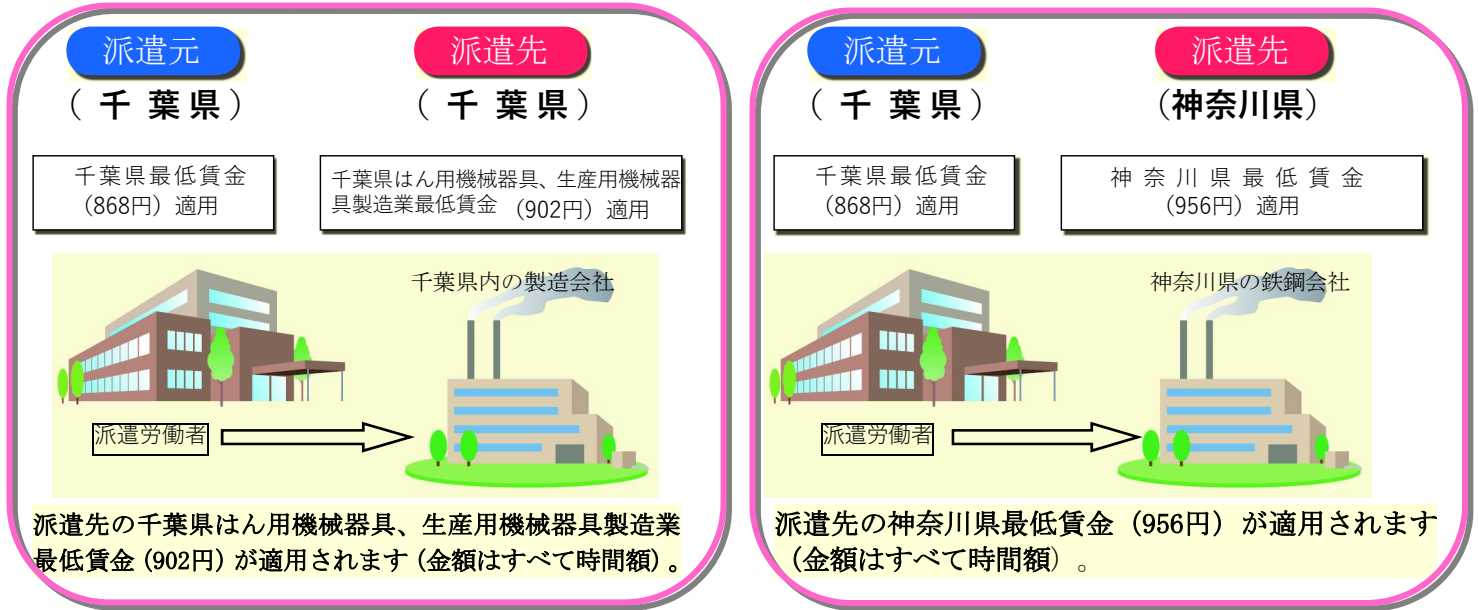 派遣元
(千葉県)
派遣先
(千葉県)
千葉県最低賃金
(868円)適用
千葉県はん用機械器具、生産用機械器
具製造業最低賃金 (902円)適用
千葉県内の製造会社
派遣労働者
派遣先の千葉県はん用機械器具、生産用機械器具製造業
最低賃金(902円)が適用されます(金額はすべて時間額)。
派遣元
(千葉県)
派遣先
(神奈川県)
千葉県最低賃金
(868円)適用
神奈川県最低賃金
(956円)適用
神奈川県の鉄鋼会社
派遣労働者
派遣先の神奈川県最低賃金(956円)が適用されます
(金額はすべて時間額)。